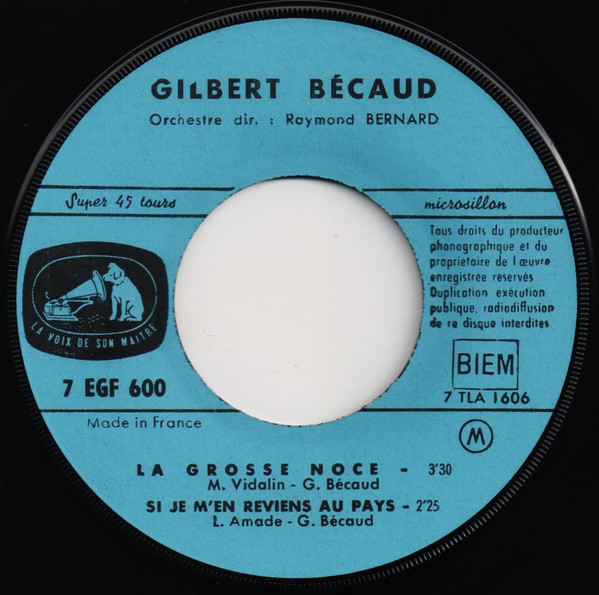 GILBERT BÉCAUD
Orchestre dir. : Raymond BERNARD
Super 45 tours
microsillon
Tous droits du producteur
phonographique et du
proprietaire de l'œuvre
enregistrée réservés
Duplication exécution
publique, radiodiffusion
de ce disque interdites
LA VOIX DE SON MAITRE
BIEM
7 EGF 600
7 TLA 1606
Made in France
M
LA GROSSE NOCE - 3'30
M. Vidalin - G. Bécaud
SI JE M'EN REVIENS AU PAYS - 2'25
L. Amade - G. Bécaud